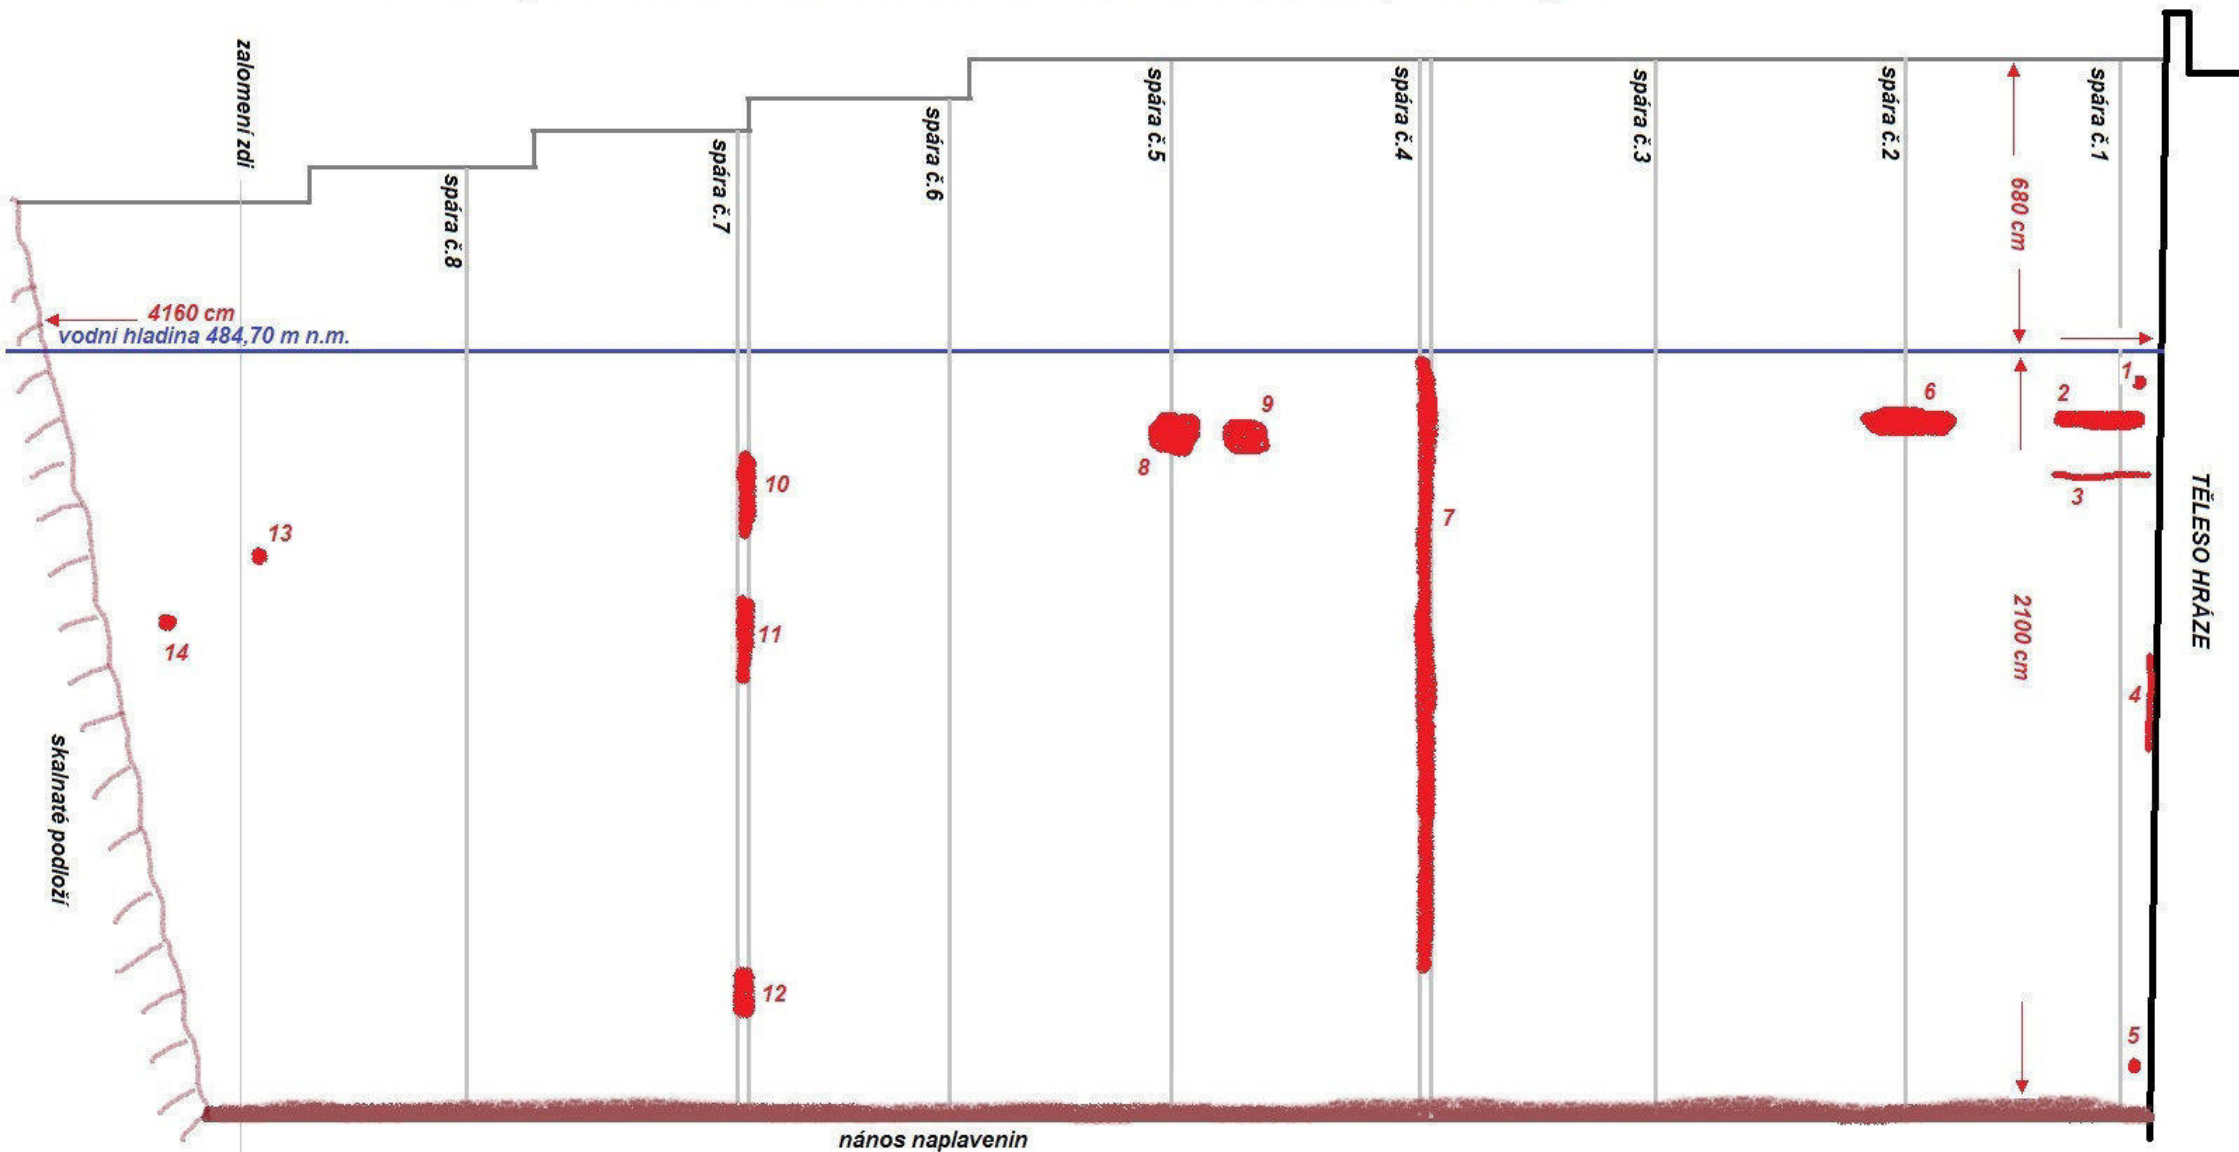 zalomení zdi
spára č.8
spára č.7
spára č.6
spára č.5
spára č.4
spára č.3
spára č.2
spára č.1
680 cm
4160 cm
vodní hladina 484,70 m n.m.
1
2
3
4
5
6
7
8
9
10
11
12
13
14
2100 cm
TĚLESO HRÁZE
skalnaté podloží
nános naplavenin